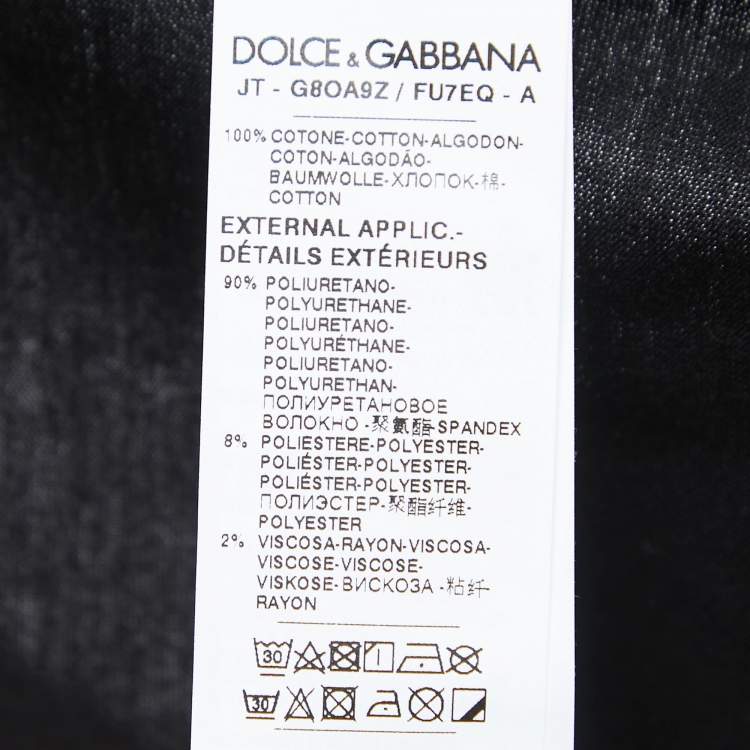 DOLCE & GABBANA
JT - G8OA9Z / FU7EQ - A
100% COTONE-COTTON-ALGODON-
COTON-ALGODÃO-
BAUMWOLLE-ХЛОПОК-棉-
COTTON
EXTERNAL APPLIC.-
DÉTAILS EXTÉRIEURS
90% POLIURETANO-
POLYURETHANE-
POLIURETANO-
POLYURÉTHANE-
POLIURETANO-
POLYURETHAN-
ПОЛИУРЕТАНОВОЕ
ВОЛОКНО -聚氨酯-SPANDEX
8% POLIESTERE-POLYESTER-
POLIÉSTER-POLYESTER-
POLIÉSTER-POLYESTER-
ПОЛИЭСТЕР-聚酯纤维-
POLYESTER
2% VISCOSA-RAYON-VISCOSA-
VISCOSE-VISCOSE-
VISKOSE-ВИСКОЗА -粘纤-
RAYON
30
30